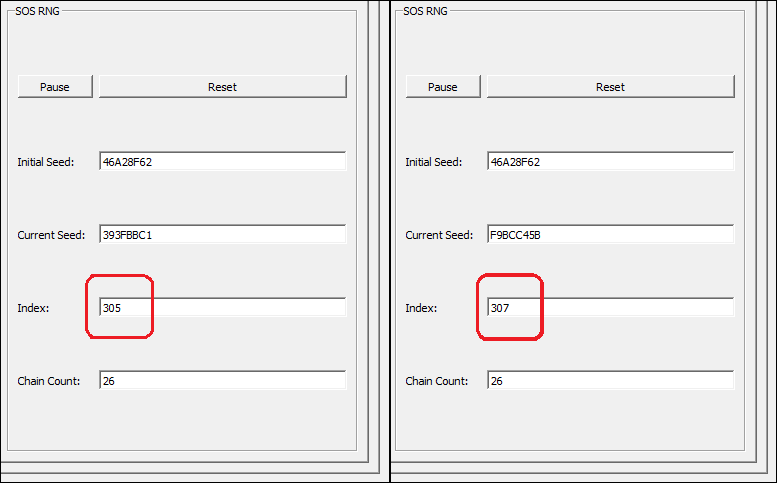 SOS RNG
Pause
Reset
Initial Seed:
46A28F62
Current Seed:
393FBBC1
Index:
305
Chain Count:
26
SOS RNG
Pause
Reset
Initial Seed:
46A28F62
Current Seed:
F9BCC45B
Index:
307
Chain Count:
26